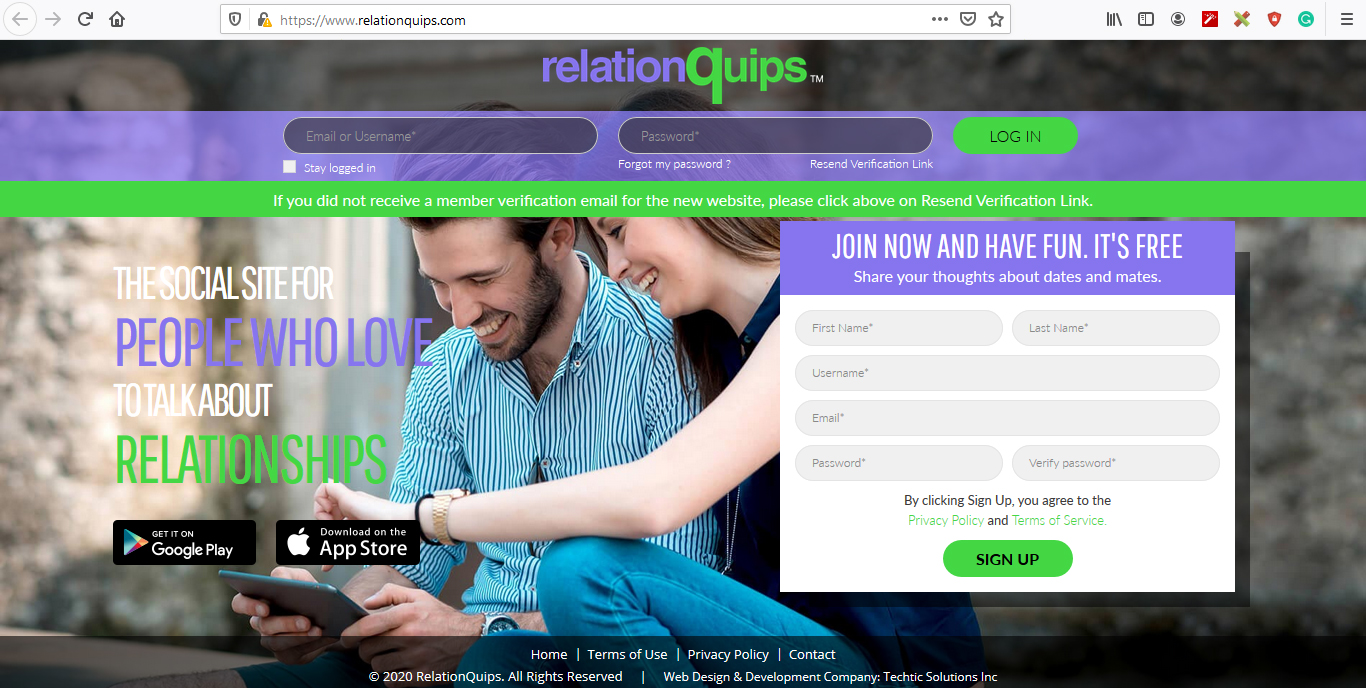 https://www.relationquips.com
relationquips™
Email or Username*
Password*
LOG IN
Stay logged in
Forgot my password ?
Resend Verification Link
If you did not receive a member verification email for the new website, please click above on Resend Verification Link.
THE SOCIAL SITE FOR
PEOPLE WHO LOVE
TO TALK ABOUT
RELATIONSHIPS
GET IT ON
Google Play
Download on the
App Store
JOIN NOW AND HAVE FUN. IT'S FREE
Share your thoughts about dates and mates.
First Name*
Last Name*
Username*
Email*
Password*
Verify password*
By clicking Sign Up, you agree to the
Privacy Policy and Terms of Service.
SIGN UP
Home | Terms of Use | Privacy Policy | Contact
© 2020 RelationQuips. All Rights Reserved | Web Design & Development Company: Techtic Solutions Inc